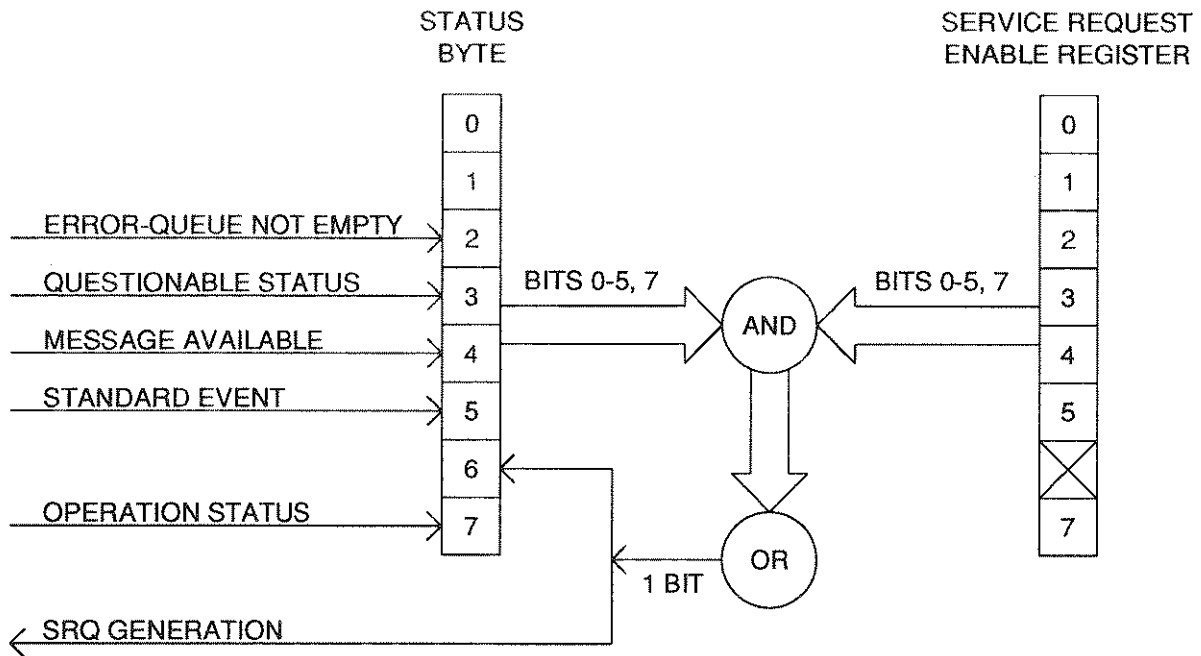 STATUS
BYTE
SERVICE REQUEST
ENABLE REGISTER
0
1
ERROR-QUEUE NOT EMPTY
2
QUESTIONABLE STATUS
3
MESSAGE AVAILABLE
4
STANDARD EVENT
5
6
OPERATION STATUS
7
SRQ GENERATION
BITS 0-5, 7
AND
BITS 0-5, 7
OR
1 BIT
0
1
2
3
4
5
7